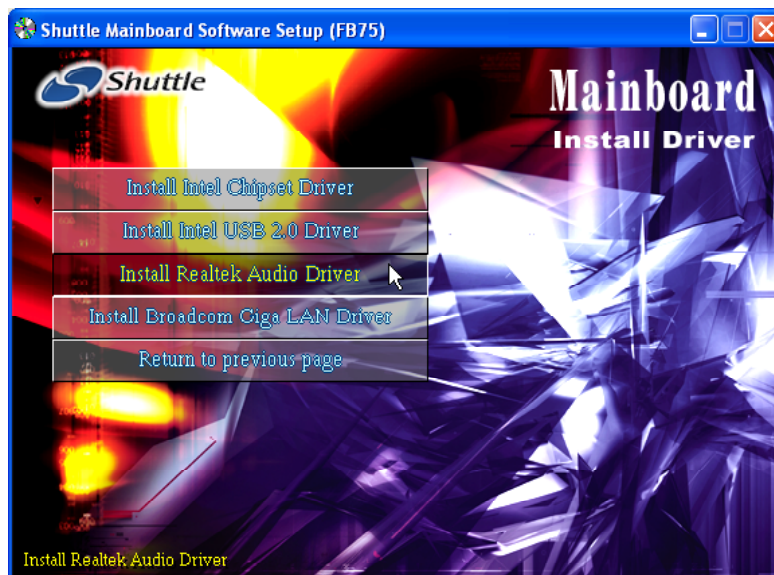 Shuttle Mainboard Software Setup (FB75)
Shuttle
Mainboard
Install Driver
Install Intel Chipset Driver
Install Intel USB 2.0 Driver
Install Realtek Audio Driver
Install Broadcom Giga LAN Driver
Return to previous page
Install Realtek Audio Driver